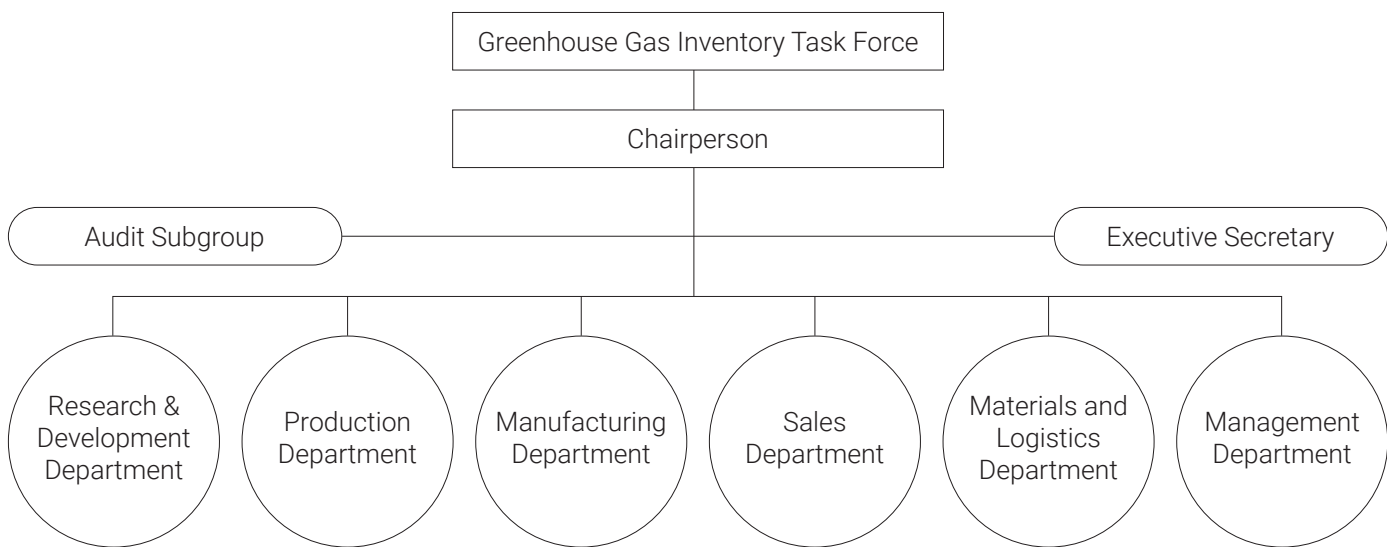 Greenhouse Gas Inventory Task Force
Chairperson
Audit Subgroup
Executive Secretary
Research &
Development
Department
Production
Department
Manufacturing
Department
Sales
Department
Materials and
Logistics
Department
Management
Department